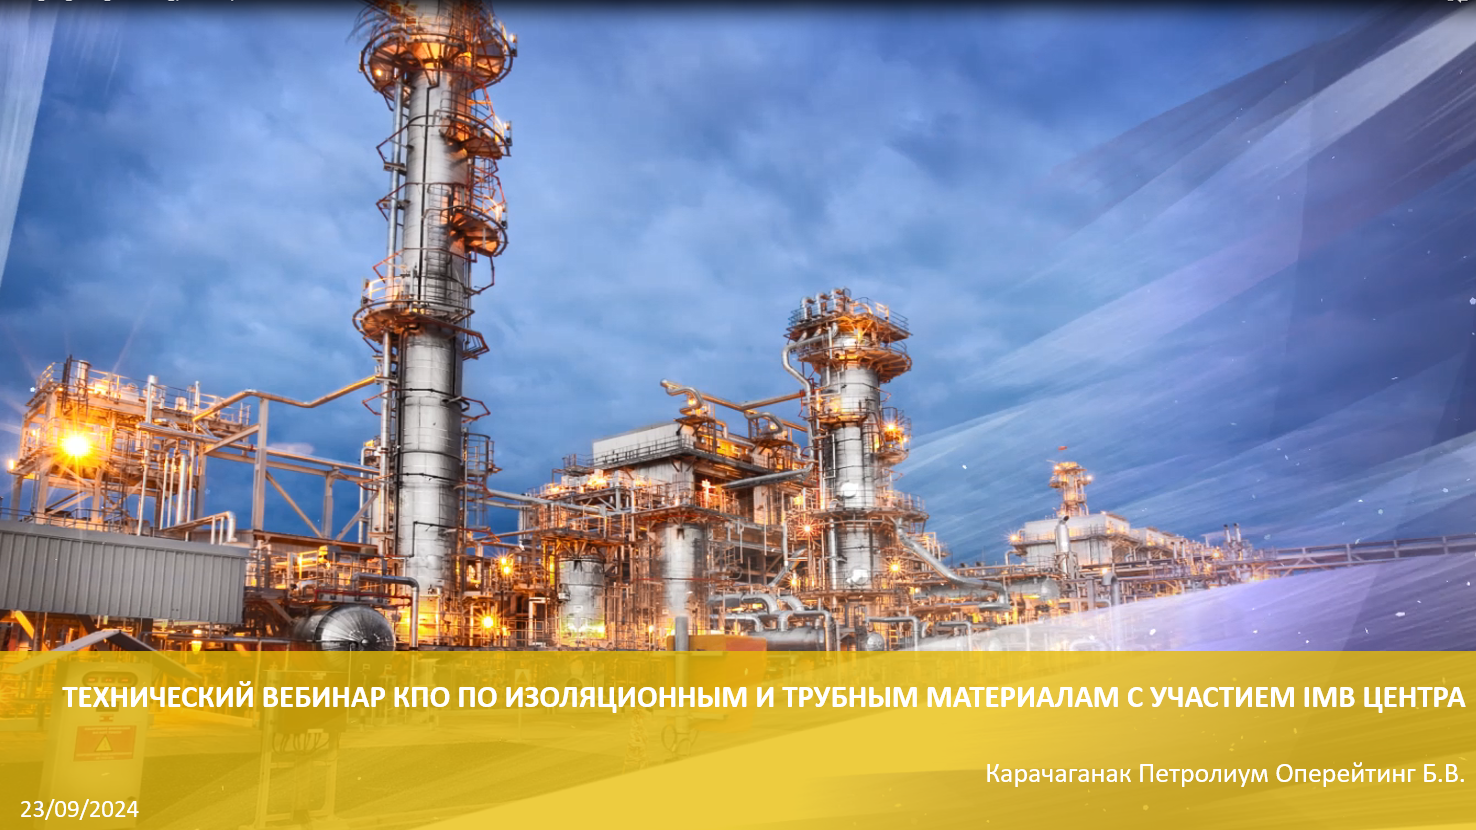 ТЕХНИЧЕСКИЙ ВЕБИНАР КПО ПО ИЗОЛЯЦИОННЫМ И ТРУБНЫМ МАТЕРИАЛАМ С УЧАСТИЕМ IMB ЦЕНТРА
Карачаганак Петролиум Оперейтинг Б.В.
23/09/2024